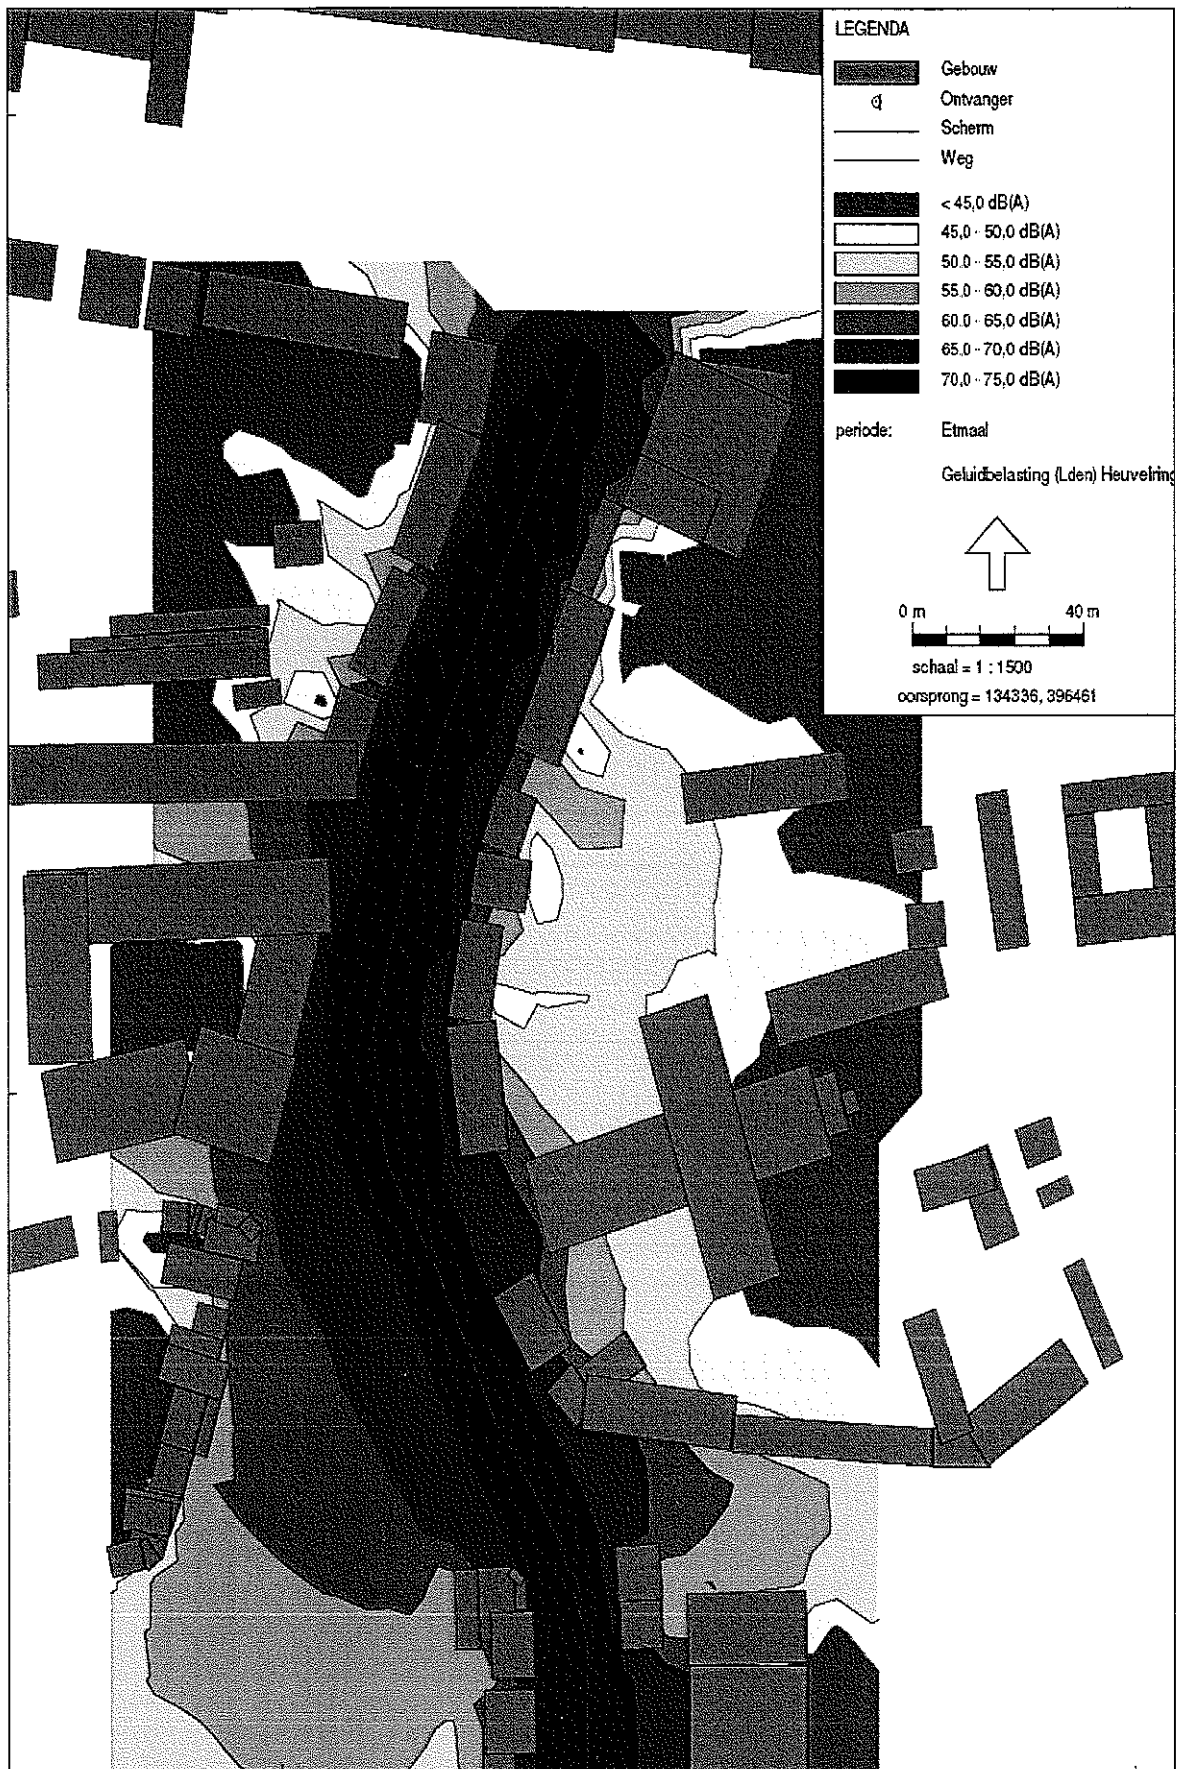 LEGENDA
Gebouw
Ontvanger
Scherm
Weg
< 45,0 dB(A)
45,0 - 50,0 dB(A)
50,0 - 55,0 dB(A)
55,0 - 60,0 dB(A)
60,0 - 65,0 dB(A)
65,0 - 70,0 dB(A)
70,0 - 75,0 dB(A)
periode: Etmaal
Geluidbelasting (Lden) Heuvelring
0 m 40 m
schaal = 1 : 1500
oorsprong = 134336, 396461